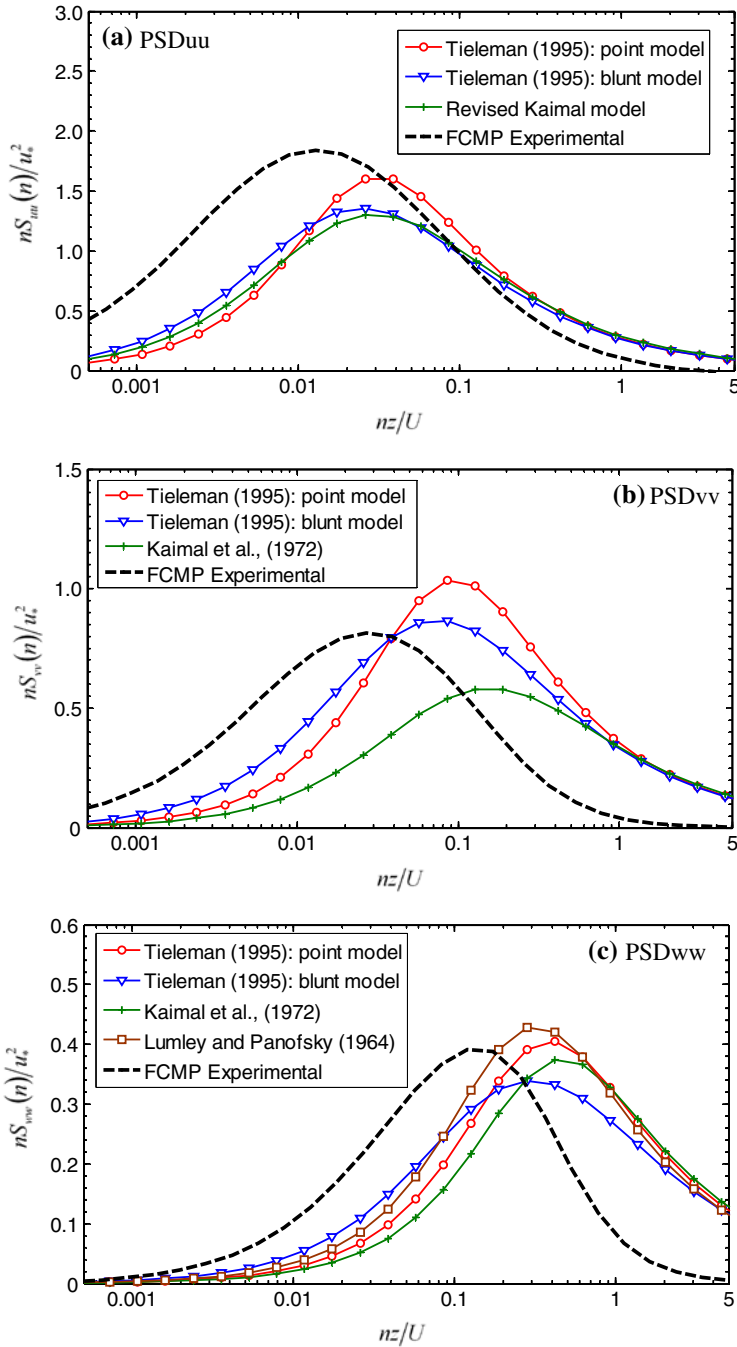 (a) PSDuu
3.0
2.5
2.0
1.5
1.0
0.5
0
nS_uu(n)/u_*^2
Tieleman (1995): point model
Tieleman (1995): blunt model
Revised Kaimal model
FCMP Experimental
0.001 0.01 0.1 1 5
nz/U
(b) PSDvv
1.5
1.0
0.5
0
nS_vv(n)/u_*^2
Tieleman (1995): point model
Tieleman (1995): blunt model
Kaimal et al., (1972)
FCMP Experimental
0.001 0.01 0.1 1 5
nz/U
(c) PSDww
0.6
0.5
0.4
0.3
0.2
0.1
0
nS_ww(n)/u_*^2
Tieleman (1995): point model
Tieleman (1995): blunt model
Kaimal et al., (1972)
Lumley and Panofsky (1964)
FCMP Experimental
0.001 0.01 0.1 1 5
nz/U